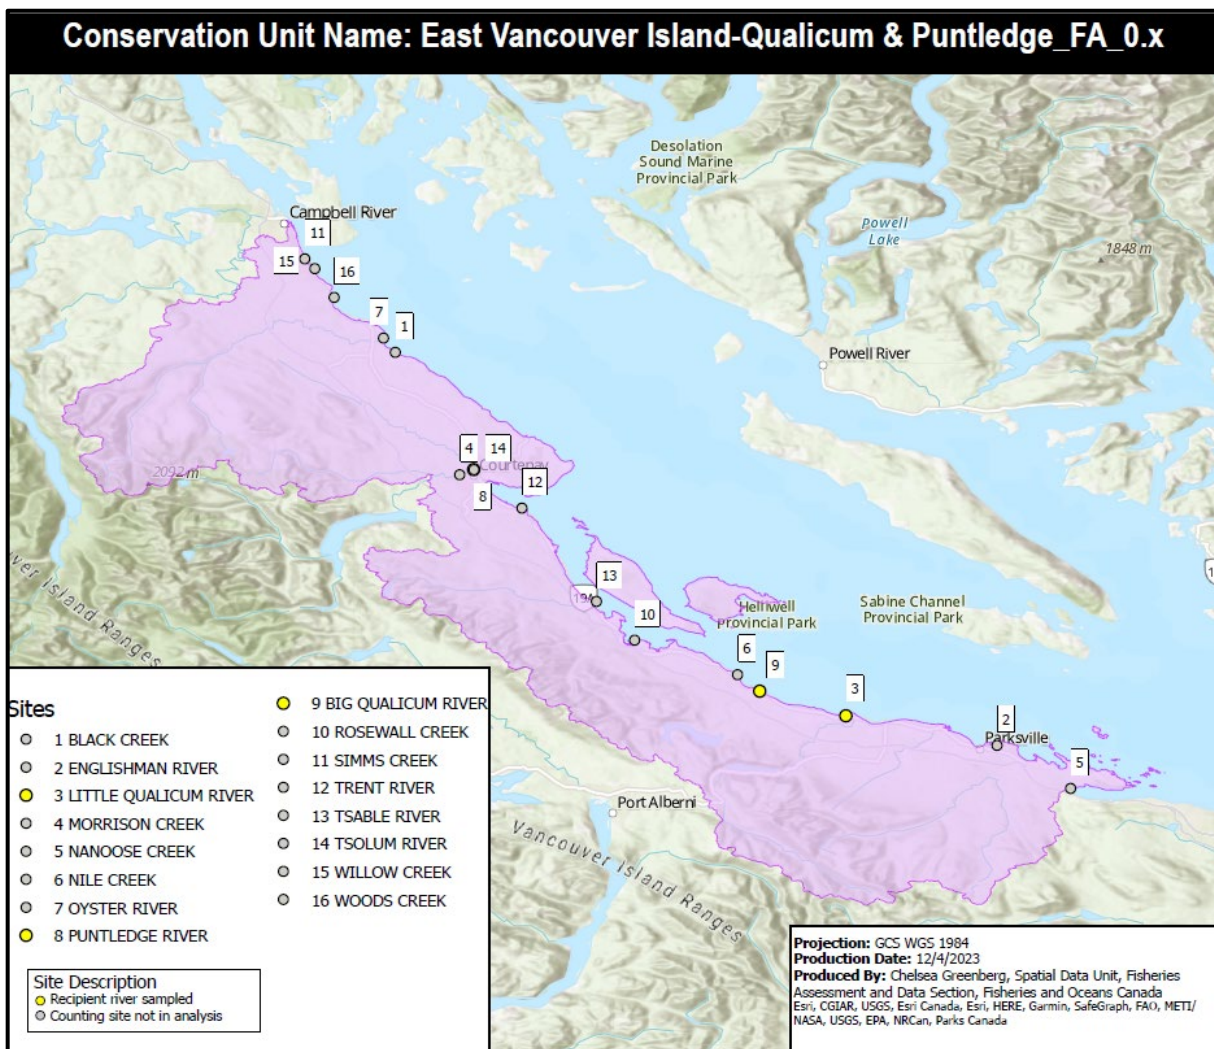 Conservation Unit Name: East Vancouver Island-Qualicum & Puntledge_FA_0.x
Desolation
Sound Marine
Provincial Park
Campbell River
11
Powell
Lake
1848 m
15
16
7
1
Powell River
4
14
Courtenay
2092 m
12
8
13
19A
Helliwell
Provincial Park
Sabine Channel
Provincial Park
10
6
9
3
2
Parksville
5
Port Alberni
ver Island Ranges
Vancouver Island Ranges
1
Sites
1 BLACK CREEK
2 ENGLISHMAN RIVER
3 LITTLE QUALICUM RIVER
4 MORRISON CREEK
5 NANOOSE CREEK
6 NILE CREEK
7 OYSTER RIVER
8 PUNTLEDGE RIVER
9 BIG QUALICUM RIVER
10 ROSEWALL CREEK
11 SIMMS CREEK
12 TRENT RIVER
13 TSABLE RIVER
14 TSOLUM RIVER
15 WILLOW CREEK
16 WOODS CREEK
Site Description
Recipient river sampled
Counting site not in analysis
Projection: GCS WGS 1984
Production Date: 12/4/2023
Produced By: Chelsea Greenberg, Spatial Data Unit, Fisheries
Assessment and Data Section, Fisheries and Oceans Canada
Esri, CGIAR, USGS, Esri Canada, Esri, HERE, Garmin, SafeGraph, FAO, METI/
NASA, USGS, EPA, NRCan, Parks Canada